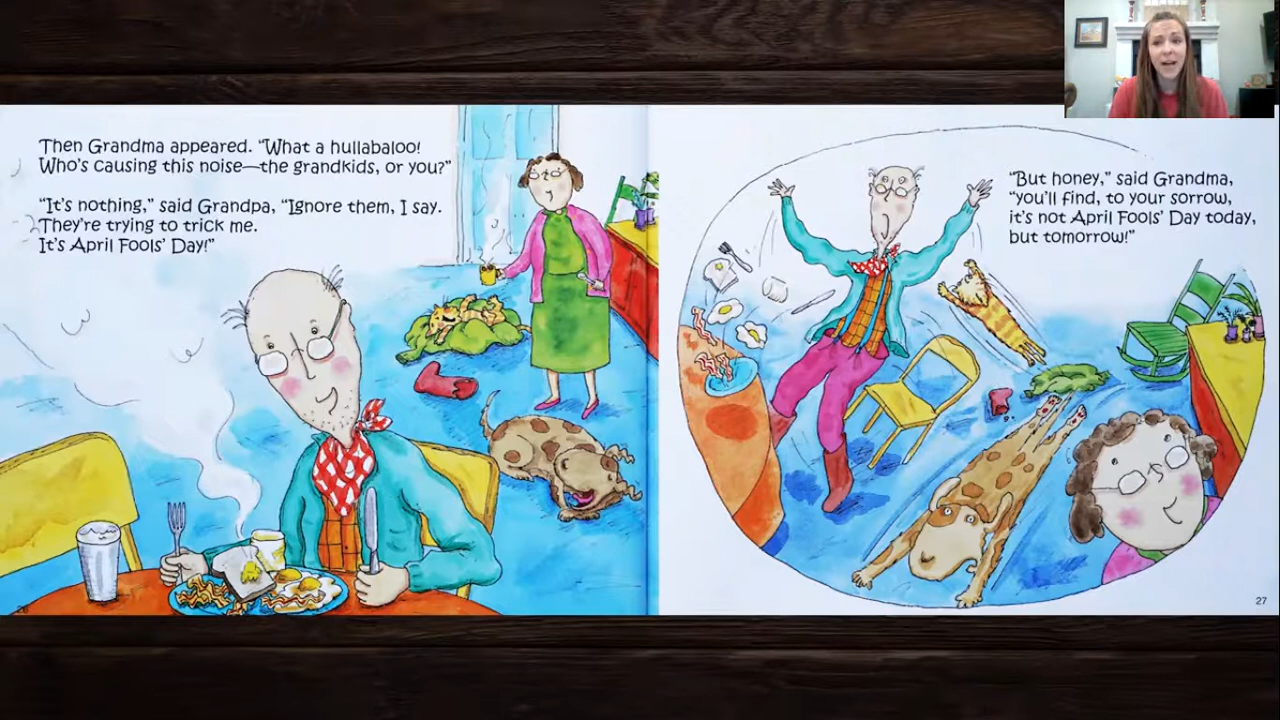 Then Grandma appeared. “What a hullabaloo!
Who’s causing this noise—the grandkids, or you?”
“It’s nothing,” said Grandpa, “Ignore them, I say.
They’re trying to trick me.
It’s April Fools’ Day!”
“But honey,” said Grandma,
“you’ll find, to your sorrow,
it’s not April Fools’ Day today,
but tomorrow!”
27